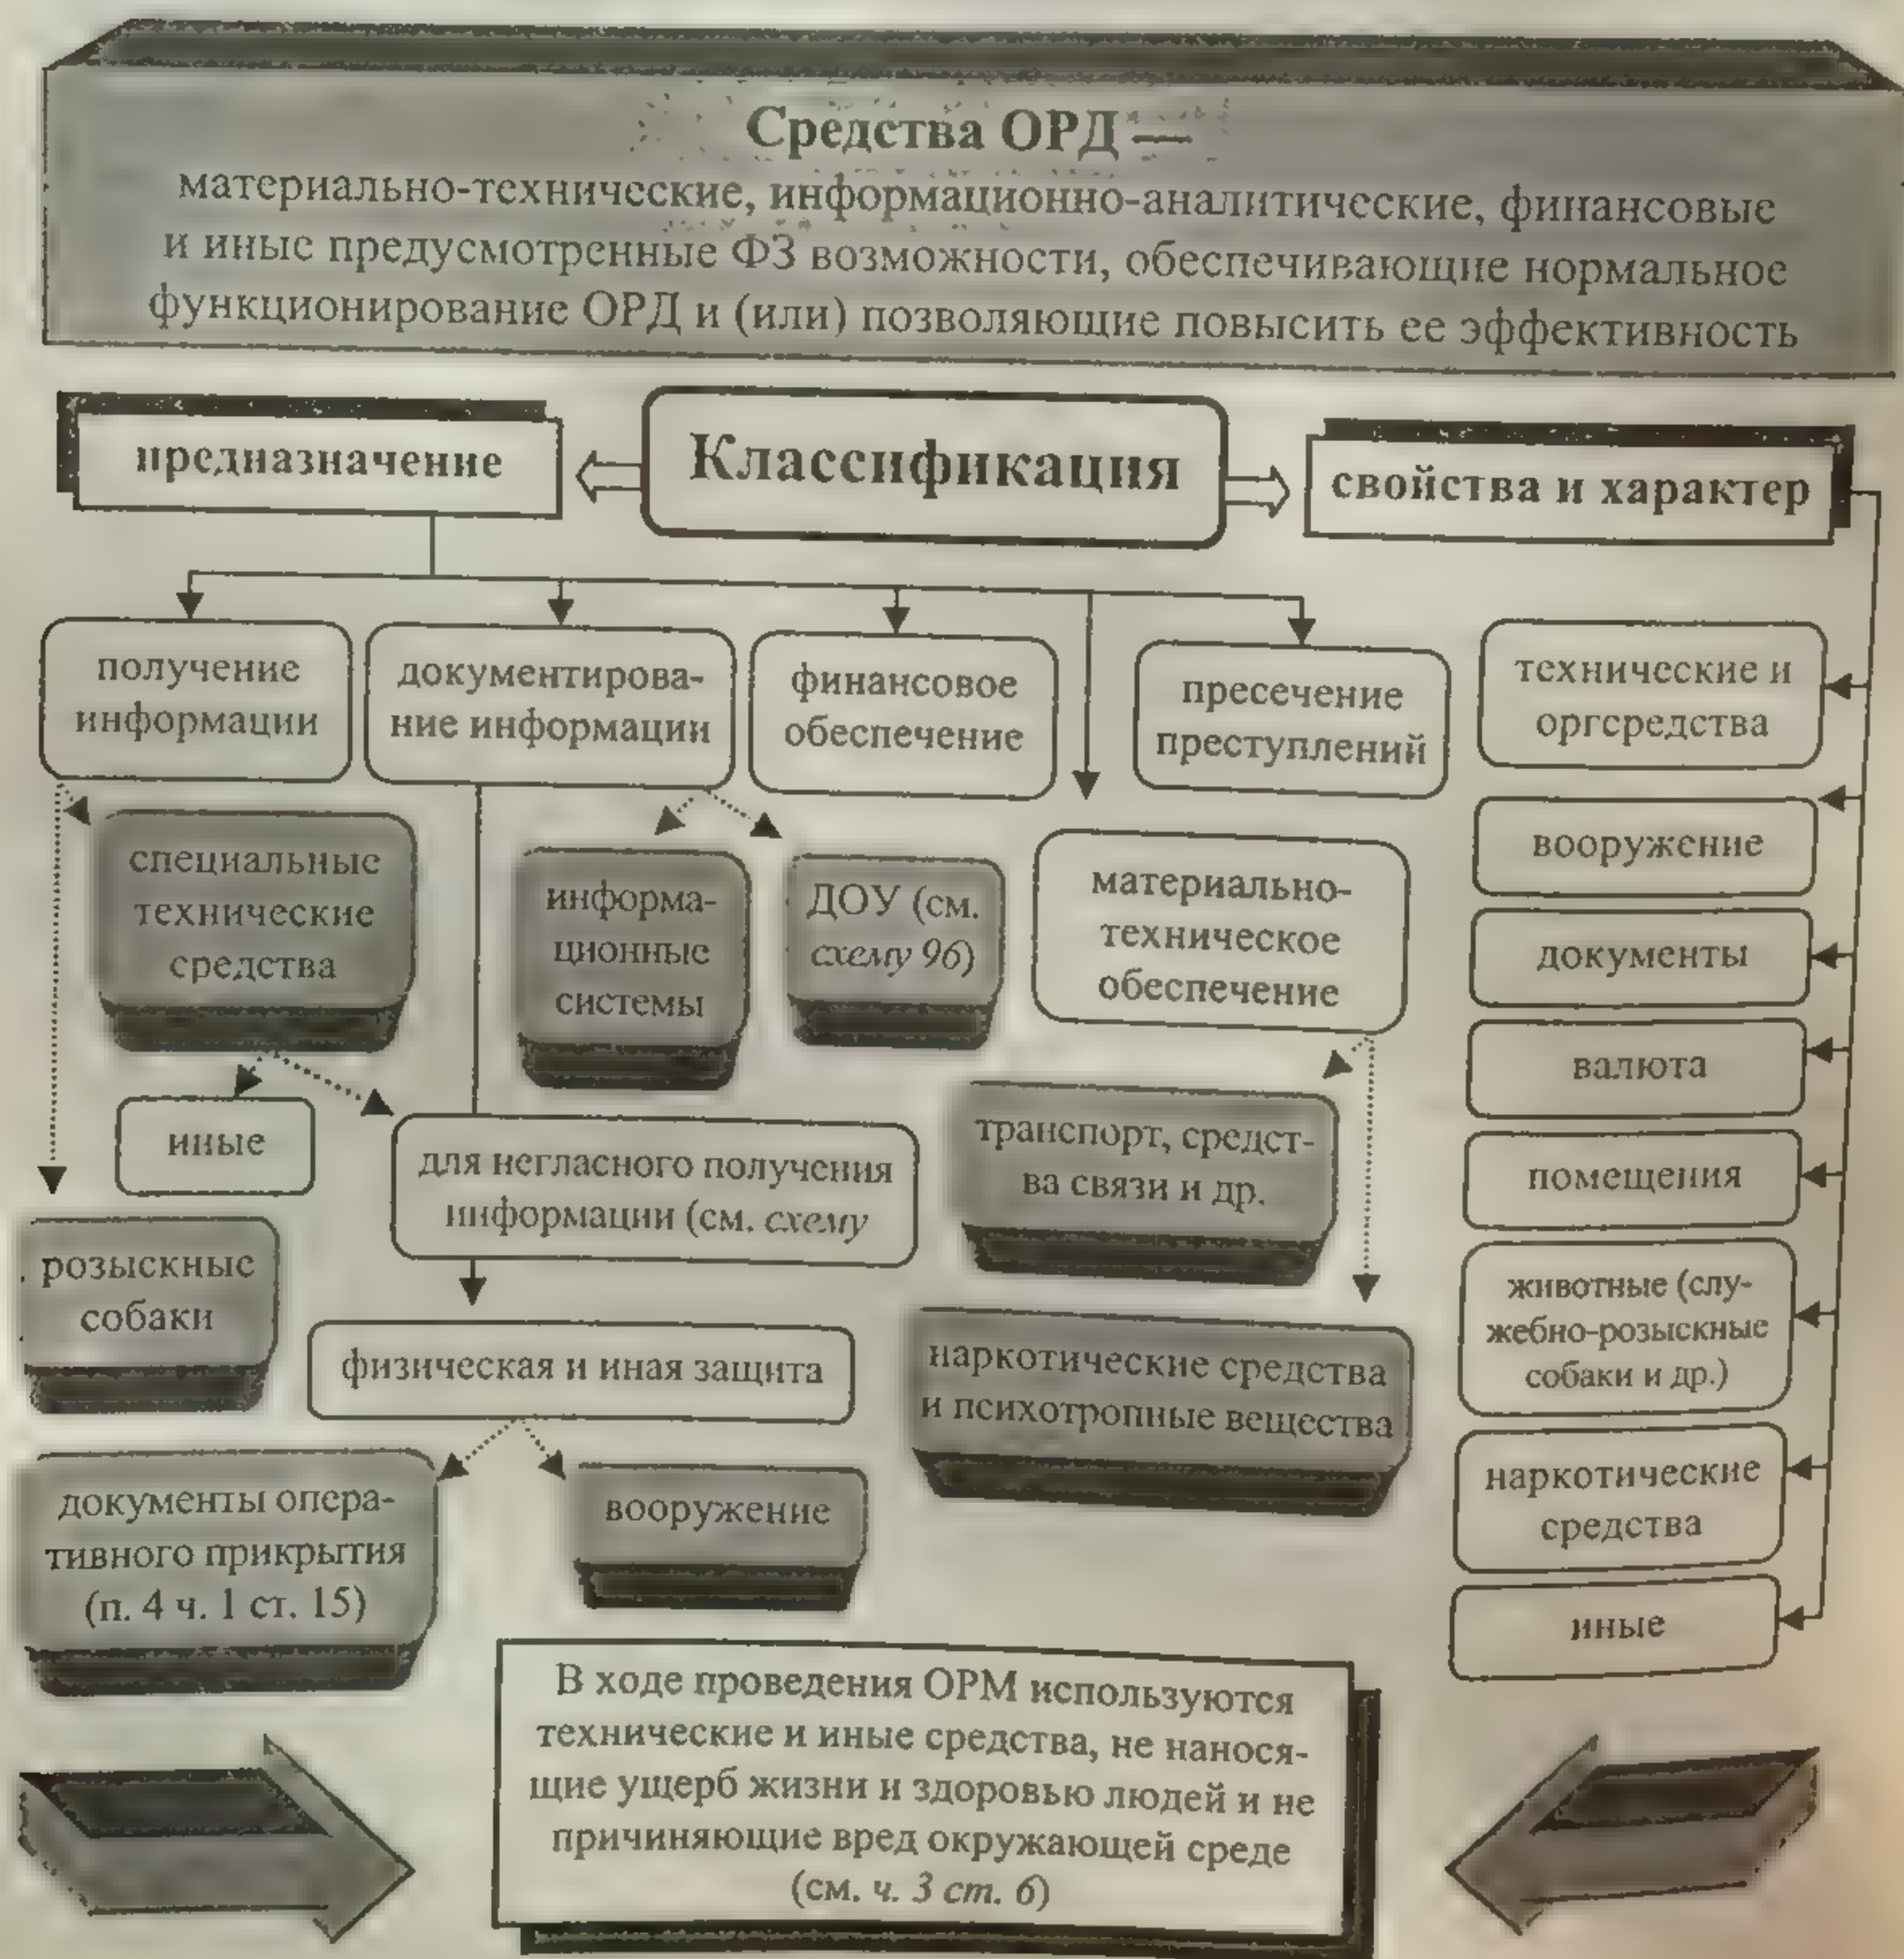 Средства ОРД —
материально-технические, информационно-аналитические, финансовые
и иные предусмотренные ФЗ возможности, обеспечивающие нормальное
функционирование ОРД и (или) позволяющие повысить ее эффективность
Классификация
предназначение
свойства и характер
получение
информации
документирова-
ние информации
финансовое
обеспечение
пресечение
преступлений
специальные
технические
средства
информа-
ционные
системы
ДОУ (см.
схему 96)
материально-
техническое
обеспечение
иные
для негласного получения
информации (см. схему
транспорт, средст-
ва связи и др.
розыскные
собаки
физическая и иная защита
наркотические средства
и психотропные вещества
документы опера-
тивного прикрытия
(п. 4 ч. 1 ст. 15)
вооружение
технические и
оргсредства
вооружение
документы
валюта
помещения
животные (слу-
жебно-розыскные
собаки и др.)
наркотические
средства
иные
В ходе проведения ОРМ используются
технические и иные средства, не нанося-
щие ущерб жизни и здоровью людей и не
причиняющие вред окружающей среде
(см. ч. 3 ст. 6)